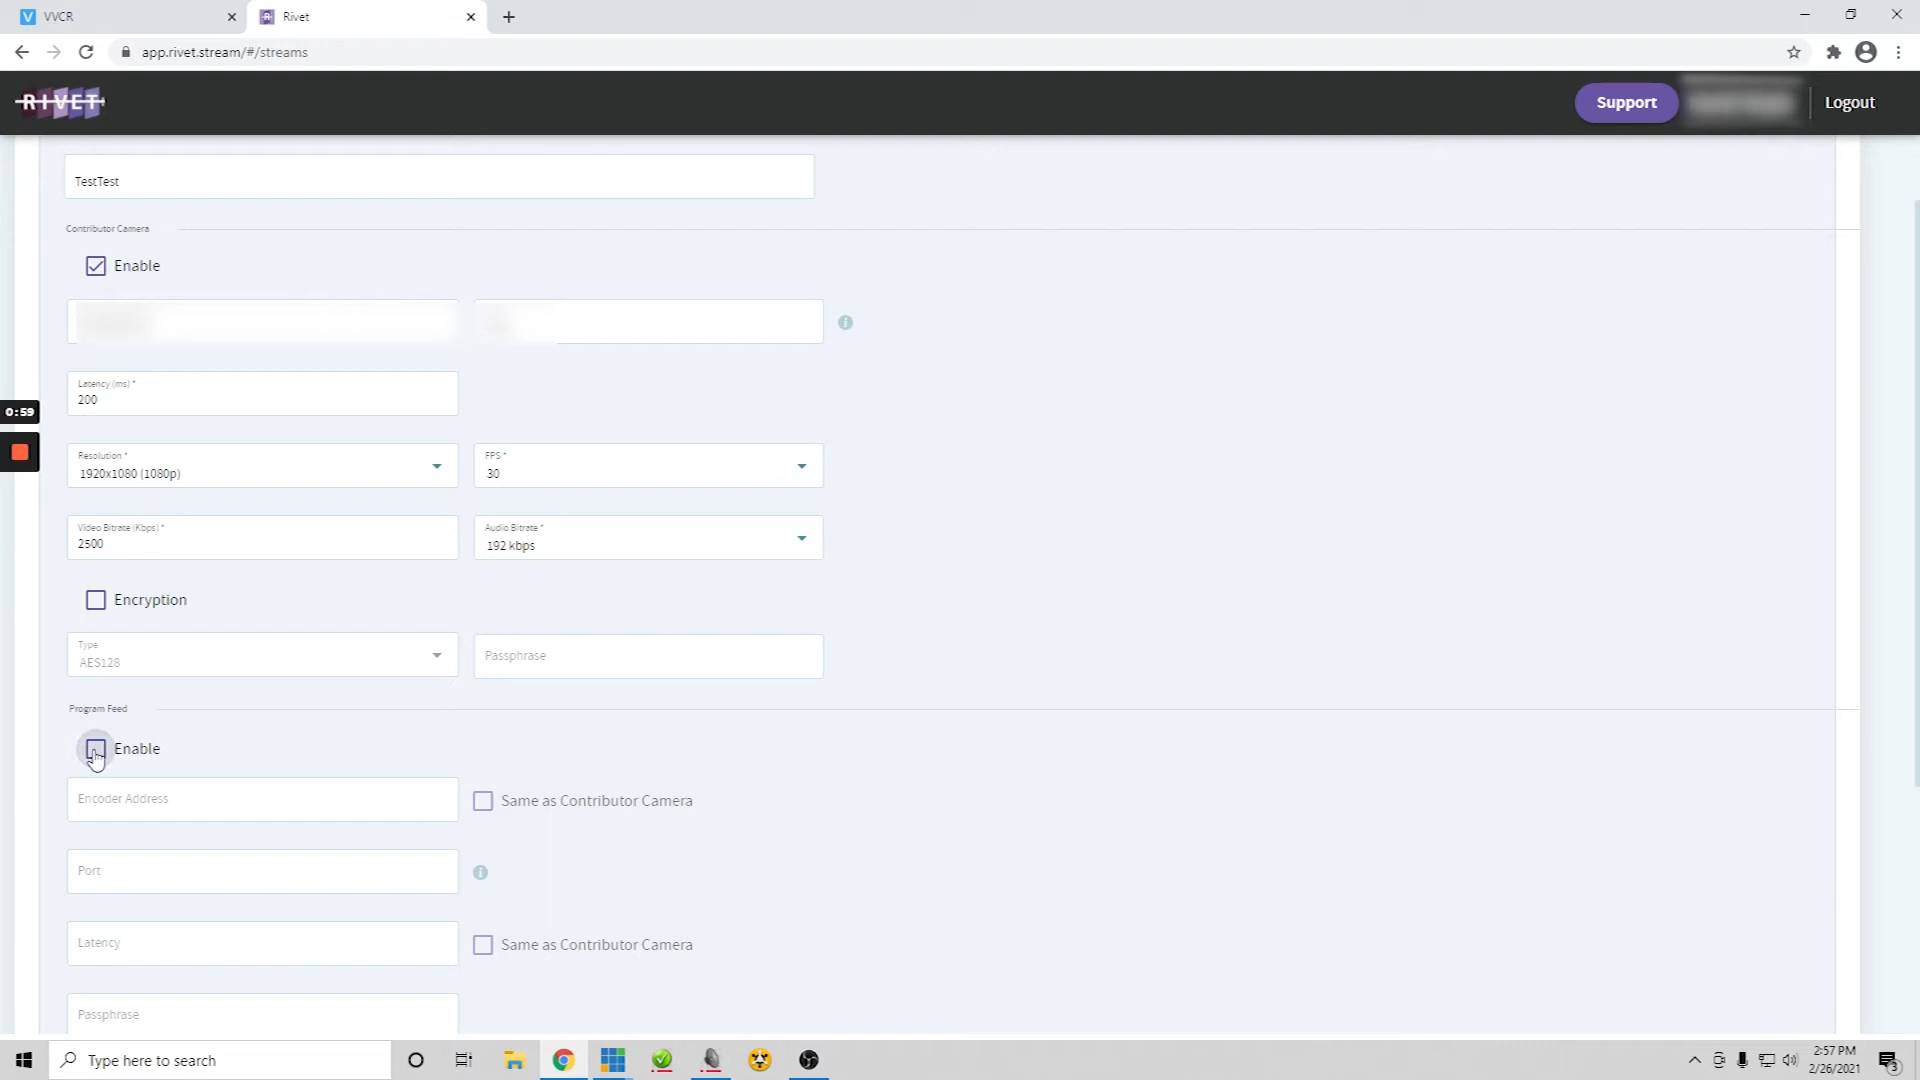 VVCR
Rivet
app.rivet.stream/#/streams
RIVET
Support
Logout
TestTest
Contributor Camera
Enable
Latency (ms) *
200
0:59
Resolution *
1920x1080 (1080p)
FPS *
30
Video Bitrate (Kbps) *
2500
Audio Bitrate *
192 kbps
Encryption
Type
AES128
Passphrase
Program Feed
Enable
Encoder Address
Same as Contributor Camera
Port
Latency
Same as Contributor Camera
Passphrase
Type here to search
2:57 PM
2/26/2021
3